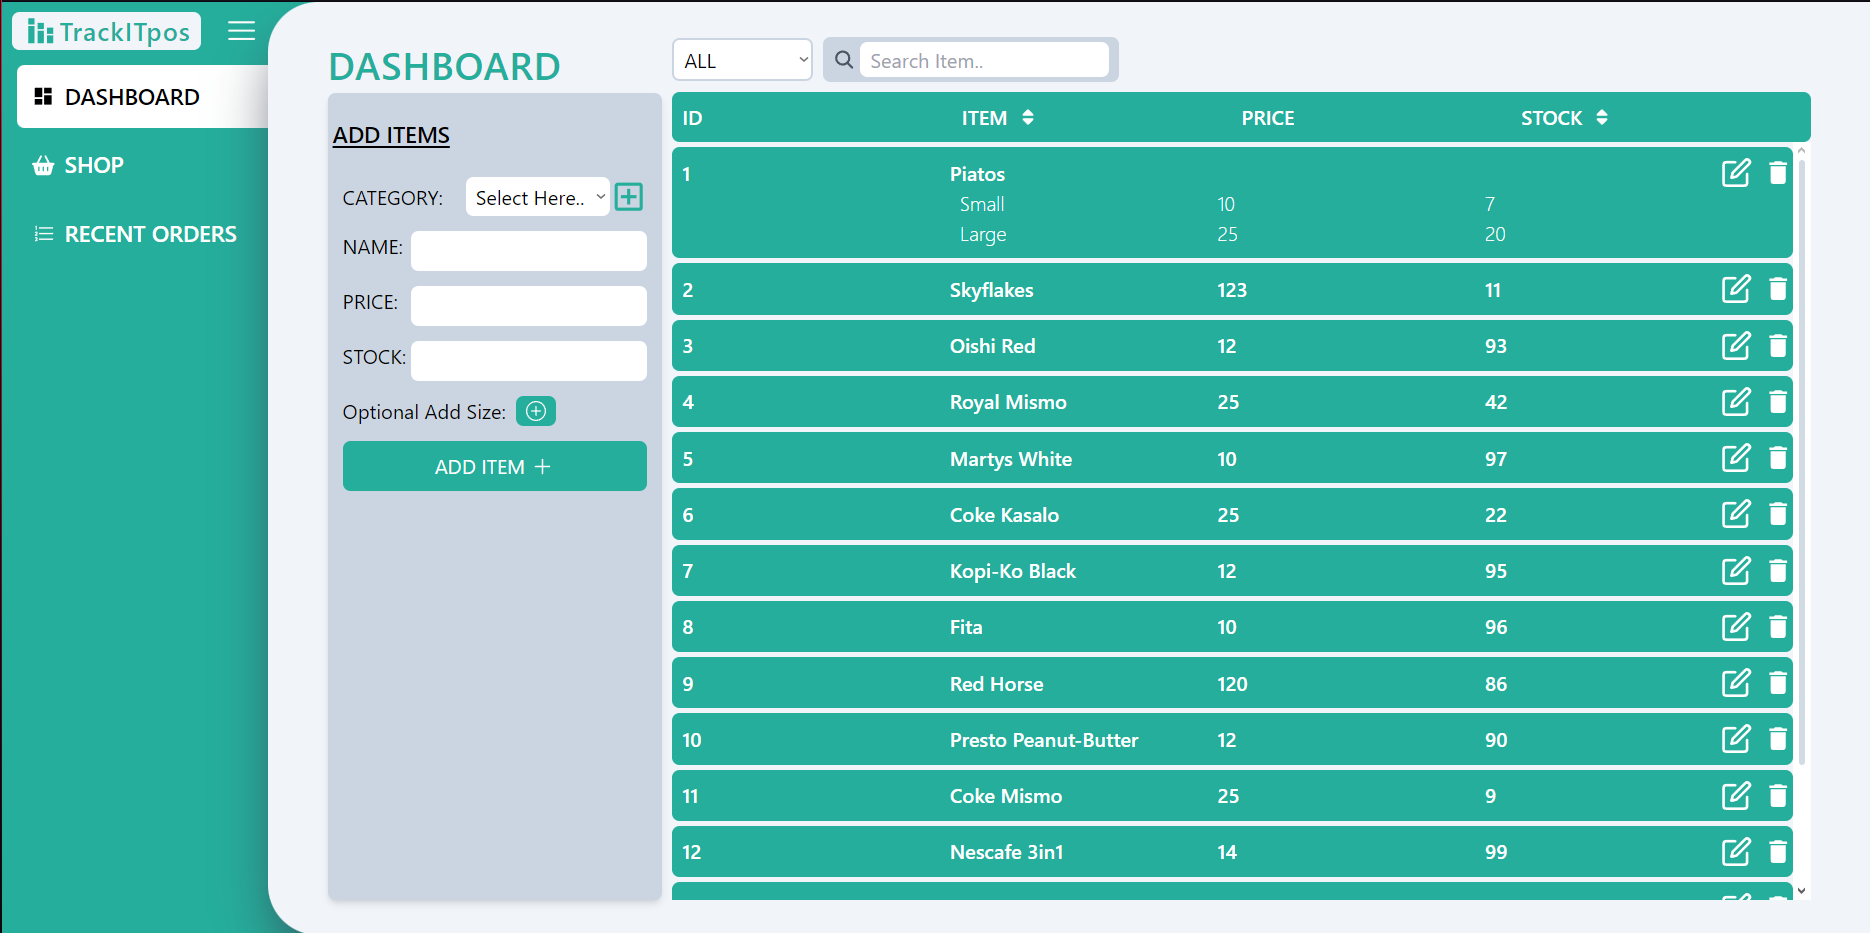 TrackITpos
DASHBOARD
SHOP
RECENT ORDERS
DASHBOARD
ALL
Search Item..
ADD ITEMS
CATEGORY: Select Here..
NAME:
PRICE:
STOCK:
Optional Add Size:
ADD ITEM
ID ITEM PRICE STOCK
1 Piatos
Small 10 7
Large 25 20
2 Skyflakes 123 11
3 Oishi Red 12 93
4 Royal Mismo 25 42
5 Martys White 10 97
6 Coke Kasalo 25 22
7 Kopi-Ko Black 12 95
8 Fita 10 96
9 Red Horse 120 86
10 Presto Peanut-Butter 12 90
11 Coke Mismo 25 9
12 Nescafe 3in1 14 99